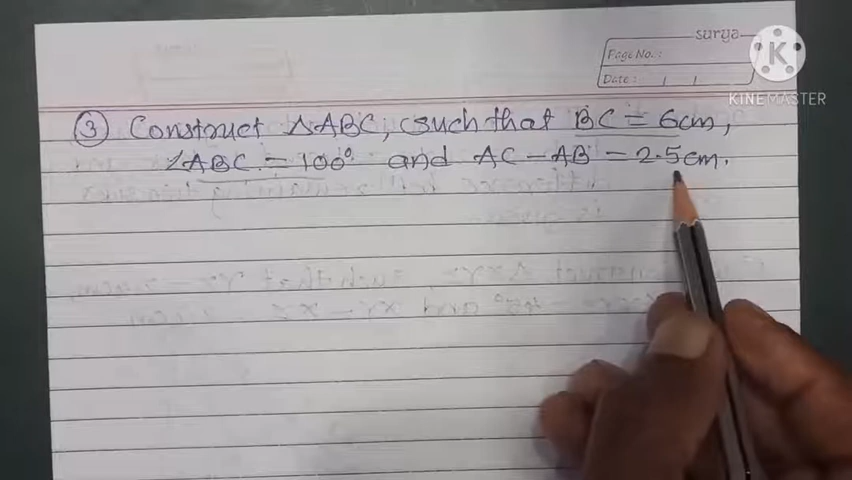 surya
Page No.:
Date:
K
KINEMASTER
③ Construct △ABC, such that BC = 6cm,
∠ABC = 100° and AC - AB = 2.5cm.